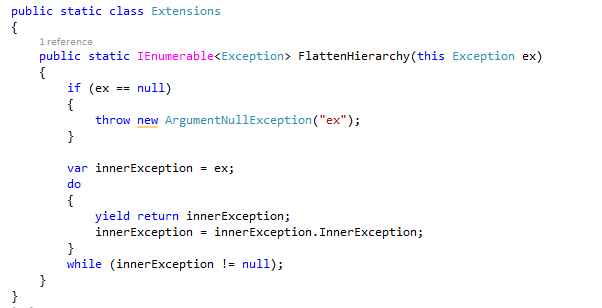 public static class Extensions
{
1 reference
public static IEnumerable<Exception> FlattenHierarchy(this Exception ex)
{
if (ex == null)
{
throw new ArgumentNullException("ex");
}
var innerException = ex;
do
{
yield return innerException;
innerException = innerException.InnerException;
}
while (innerException != null);
}
}